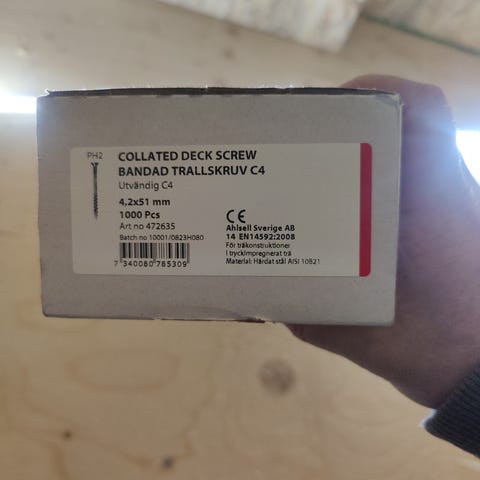 PH2
COLLATED DECK SCREW
BANDAD TRALLSKRUV C4
Utvändig C4
4,2x51 mm
1000 Pcs
Art no 472635
Batch no 10001/0823H080
7 340080 785309
CE
Ahlsell Sverige AB
14 EN14592:2008
För träkonstruktioner
I tryckimpregnerat trä
Material: Härdat stål AISI 10B21